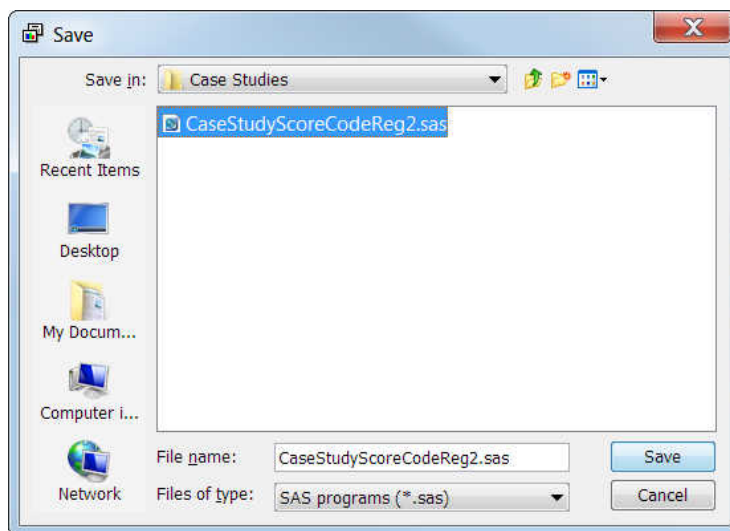 Save
Save in: Case Studies
CaseStudyScoreCodeReg2.sas
Recent Items
Desktop
My Docum...
Computer i...
Network
File name: CaseStudyScoreCodeReg2.sas Save
Files of type: SAS programs (*.sas) Cancel